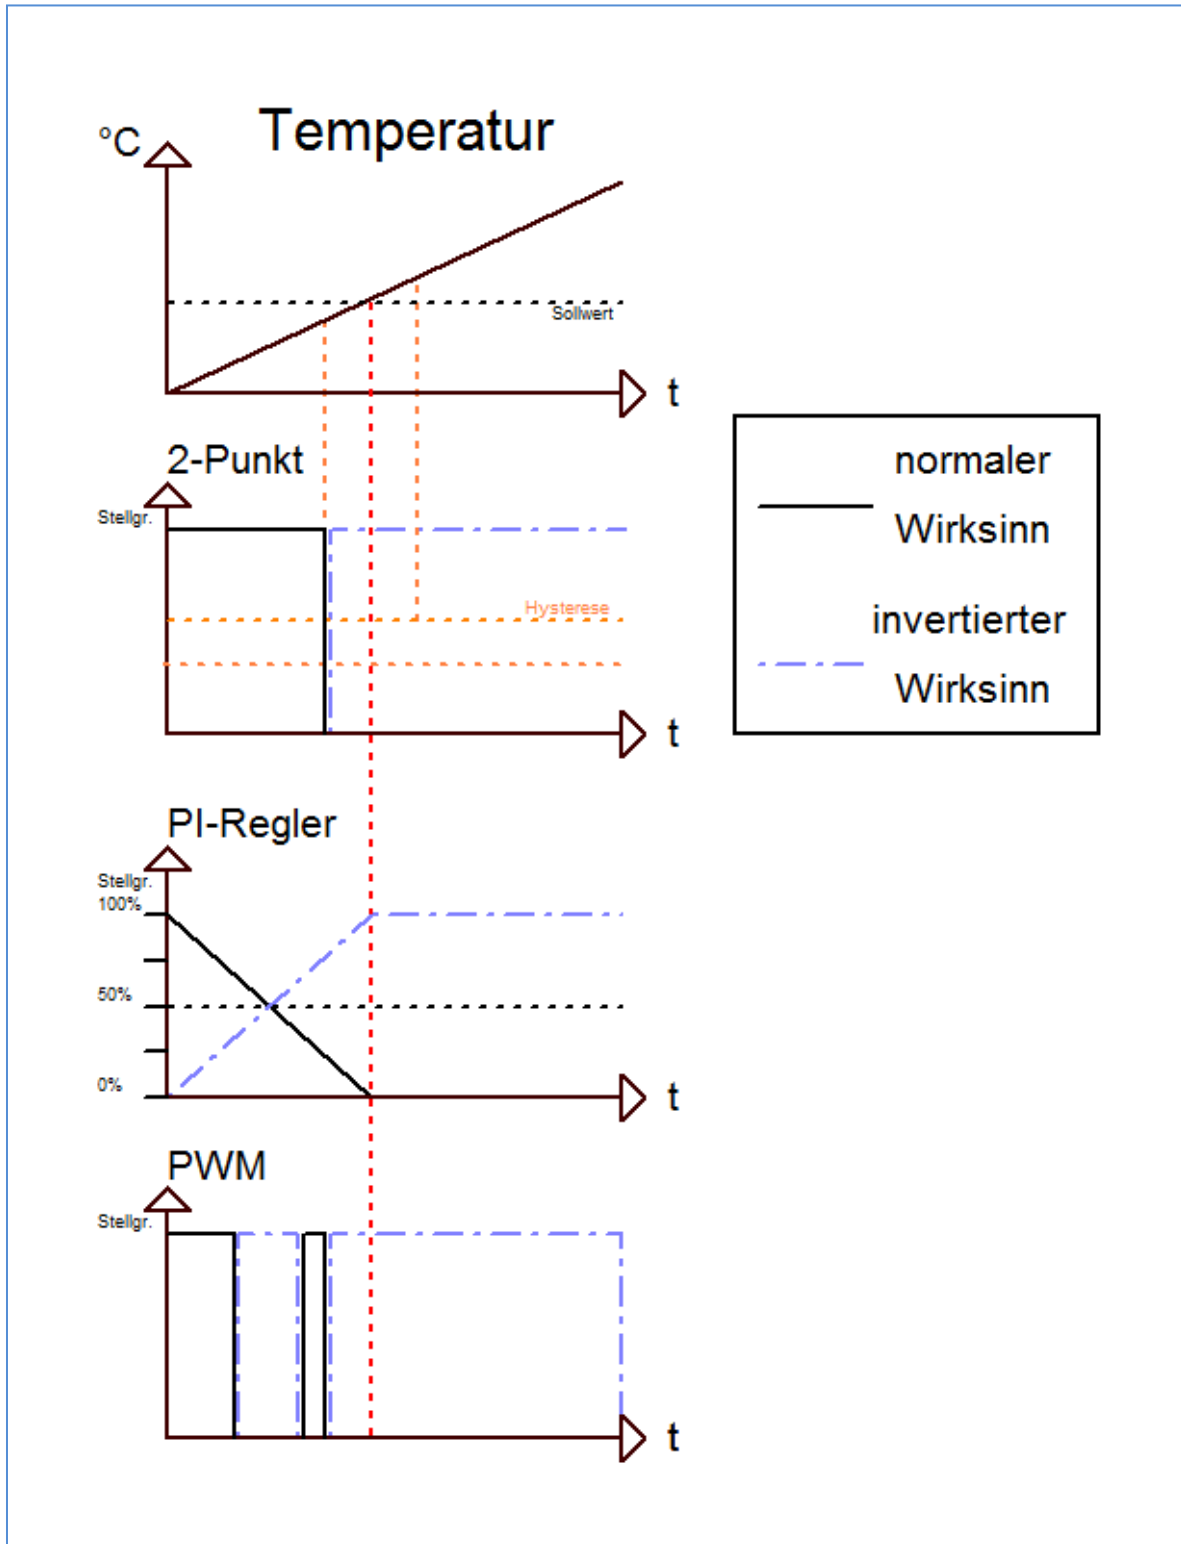 Temperatur
°C
Sollwert
t
2-Punkt
Stellgr.
Hysterese
t
normaler
Wirksinn
invertierter
Wirksinn
PI-Regler
Stellgr.
100%
50%
0%
t
PWM
Stellgr.
t